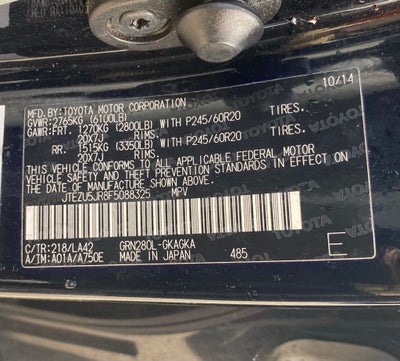 10/14
MFD.BY:TOYOTA MOTOR CORPORATION
GVWR:2765KG (6100LB)
GAWR:FRT. 1270KG (2800LB) WITH P245/60R20 TIRES.
20X7J RIMS.
RR. 1515KG (3350LB) WITH P245/60R20 TIRES.
20X7J RIMS.
THIS VEHICLE CONFORMS TO ALL APPLICABLE FEDERAL MOTOR
VEHICLE SAFETY AND THEFT PREVENTION STANDARDS IN EFFECT ON
THE DATE OF MANUFACTURE SHOWN ABOVE.
JTEZU5JR8F5088325 MPV
C/TR:218/LA42 GRN280L-GKAGKA
A/TM:A01A/A750E MADE IN JAPAN 485 E